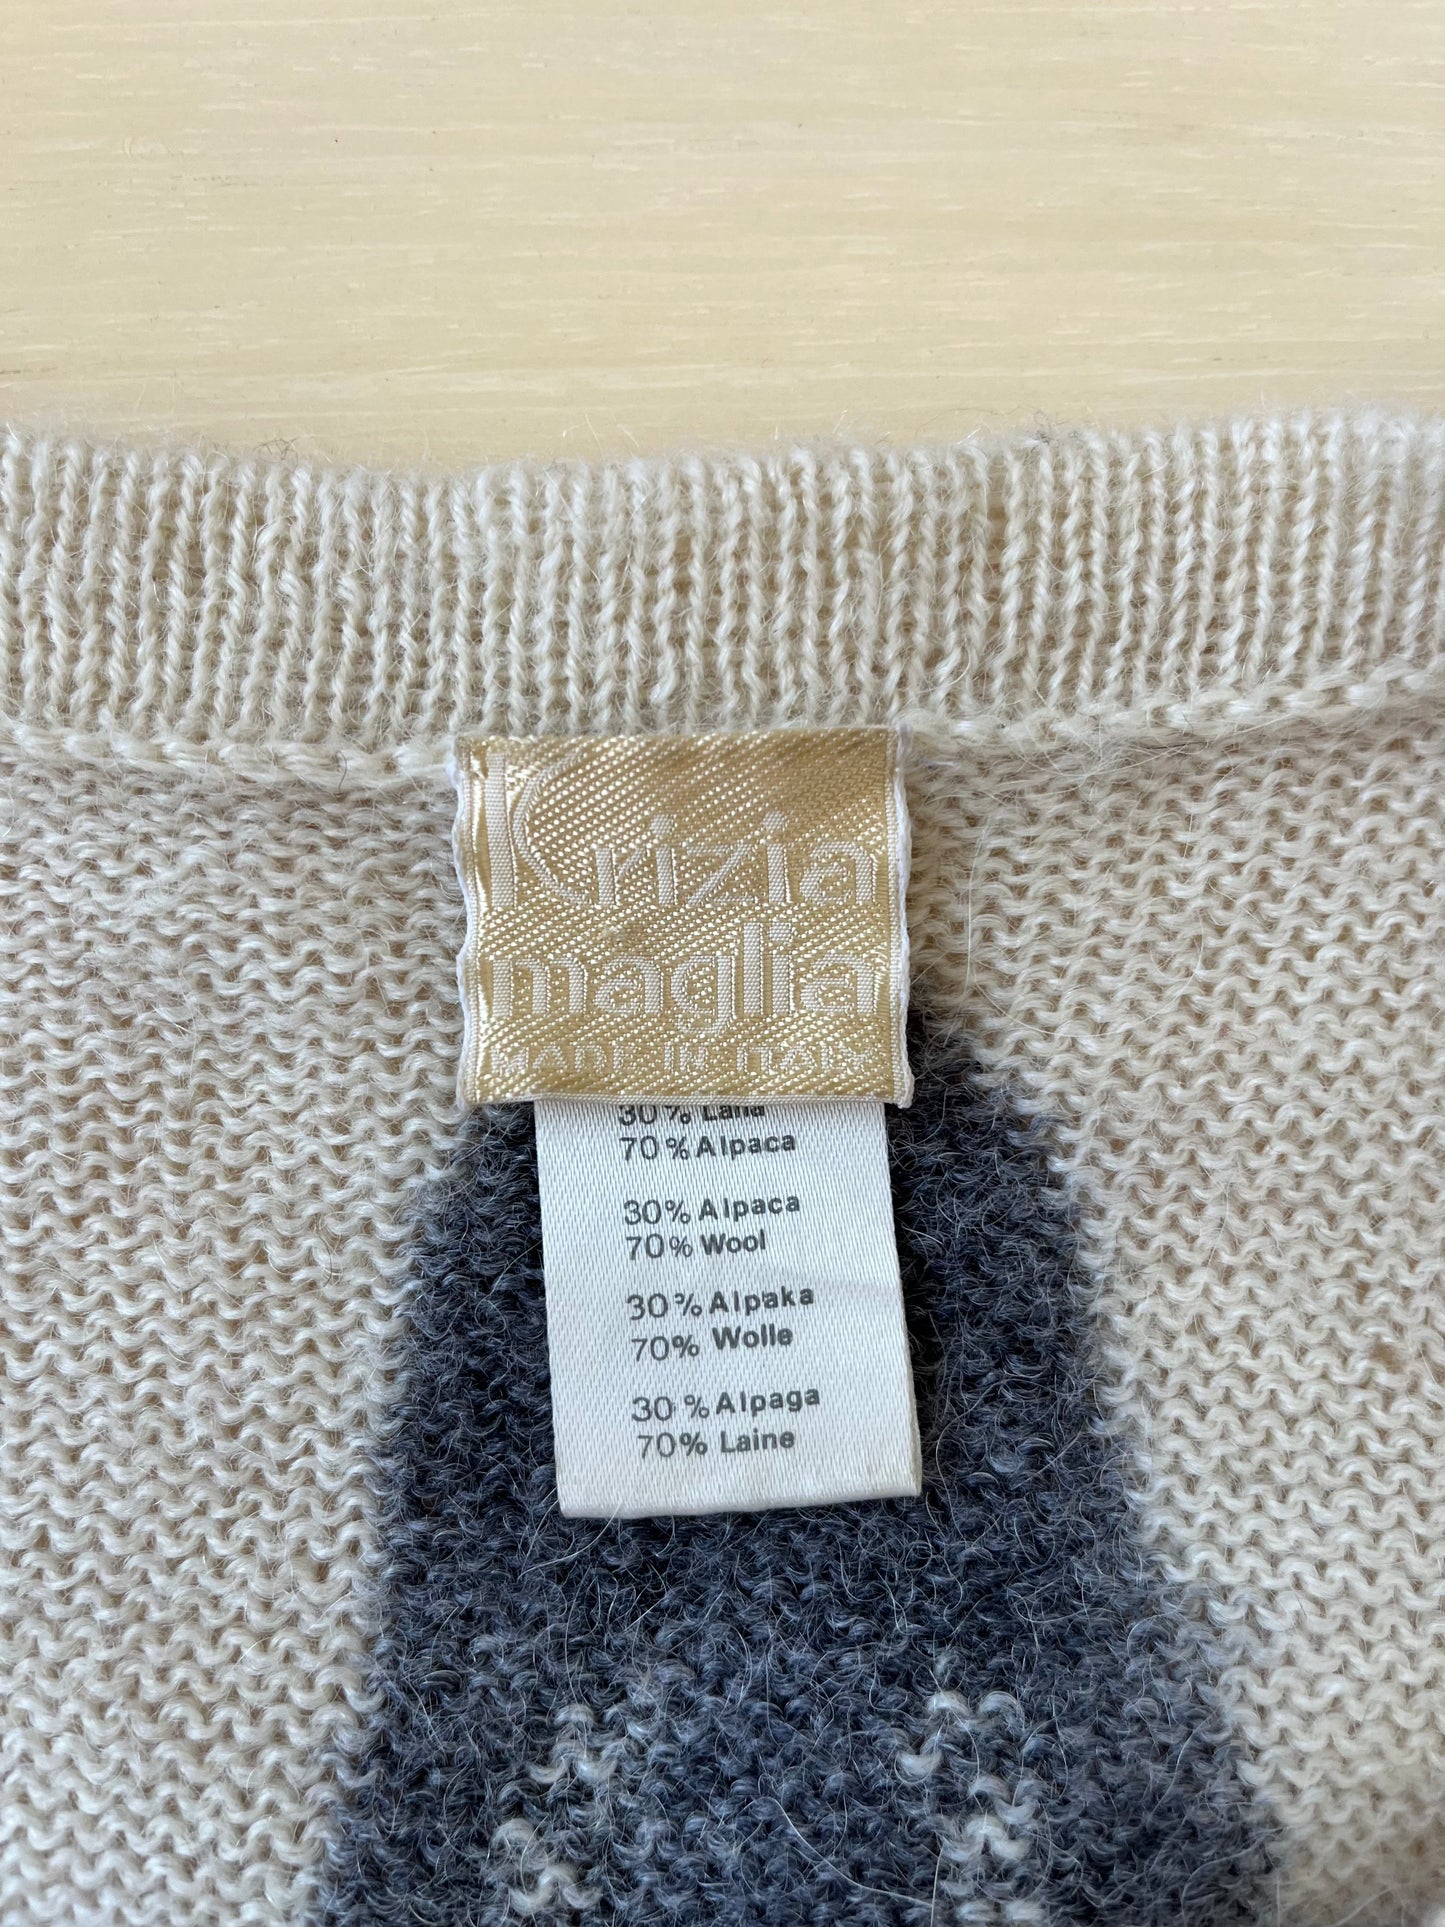 Krizia
maglia
MADE IN ITALY
30% Lana
70% Alpaca
30% Alpaca
70% Wool
30% Alpaka
70% Wolle
30% Alpaga
70% Laine